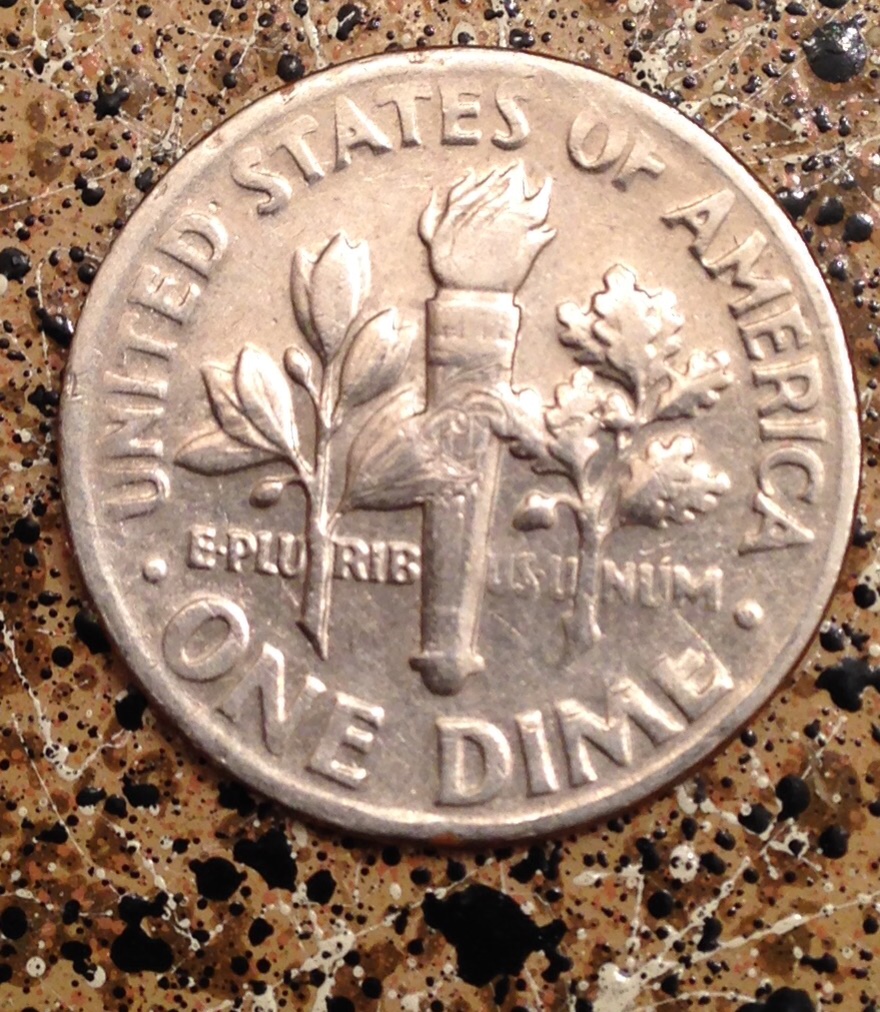 UNITED STATES OF AMERICA
E·PLURIBUS·UNUM
· ONE DIME ·